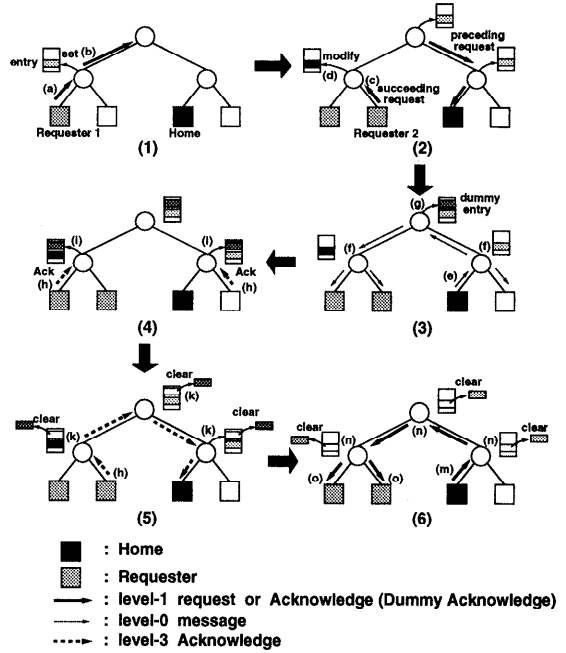 entry set (b)
(a)
Requester 1 Home
(1)
preceding
request
modify
(d) (c)
succeeding
request
Requester 2
(2)
(g) dummy
entry
(f) (f)
(e)
(3)
(i) (i)
Ack Ack
(h) (h)
(4)
clear
clear (k) clear
(k) (k)
(h)
(5)
clear
clear clear
(n) (n) (n)
(o) (o) (m)
(6)
: Home
: Requester
: level-1 request or Acknowledge (Dummy Acknowledge)
: level-0 message
: level-3 Acknowledge